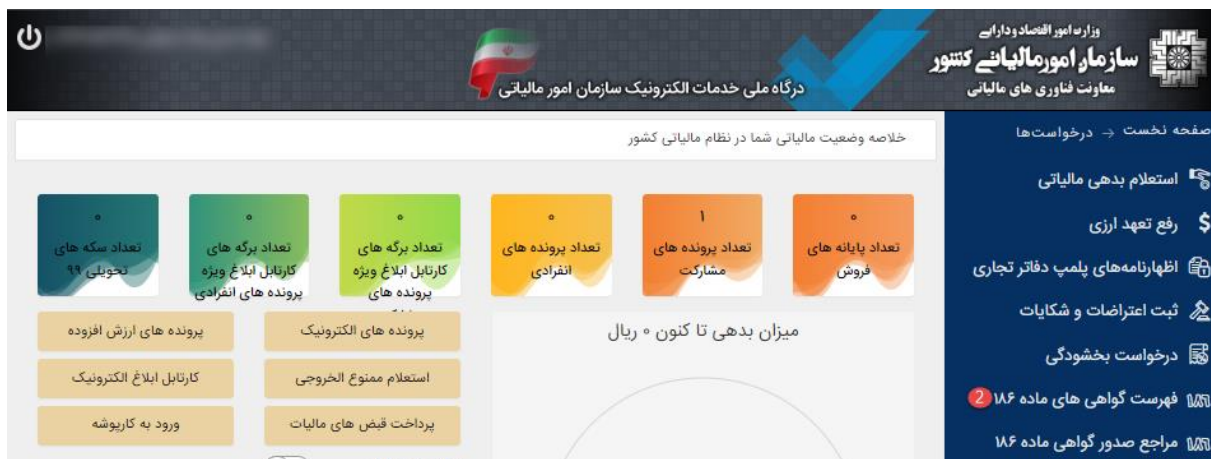 وزارت امور اقتصاد و دارایی
سازمان امور مالیاتی کشور
معاونت فناوری های مالیاتی
درگاه ملی خدمات الکترونیک سازمان امور مالیاتی
صفحه نخست → درخواست‌ها
استعلام بدهی مالیاتی
$ رفع تعهد ارزی
اظهارنامه‌های پلمپ دفاتر تجاری
ثبت اعتراضات و شکایات
درخواست بخشودگی
فهرست گواهی های ماده ۱۸۶ 2
مراجع صدور گواهی ماده ۱۸۶
خلاصه وضعیت مالیاتی شما در نظام مالیاتی کشور
۰
تعداد پایانه های
فروش
۱
تعداد پرونده های
مشارکت
۰
تعداد پرونده های
انفرادی
۰
تعداد برگه های
کارتابل ابلاغ ویژه
پرونده های
۰
تعداد برگه های
کارتابل ابلاغ ویژه
پرونده های انفرادی
۰
تعداد سکه های
تحویلی ۹۹
میزان بدهی تا کنون ۰ ریال
پرونده های الکترونیک
پرونده های ارزش افزوده
استعلام ممنوع الخروجی
کارتابل ابلاغ الکترونیک
پرداخت قبض های مالیات
ورود به کارپوشه